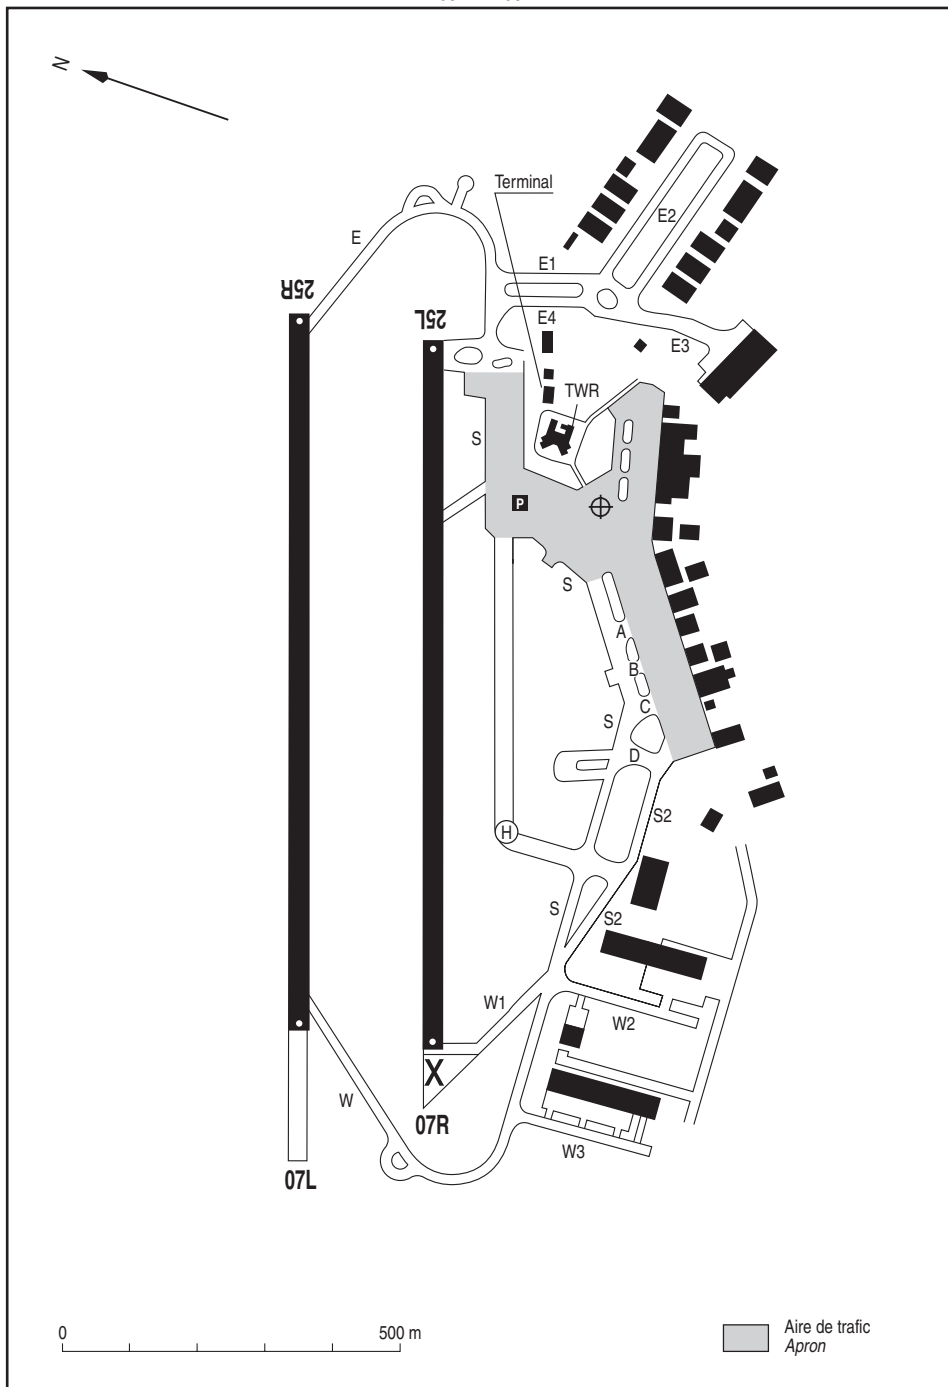 N
Terminal
E
E2
E1
25R
25L
E4
E3
TWR
S
P
S
A
B
C
S
D
S2
H
S
S2
W1
W2
X
W
07R
W3
07L
0
500 m
Aire de trafic
Apron